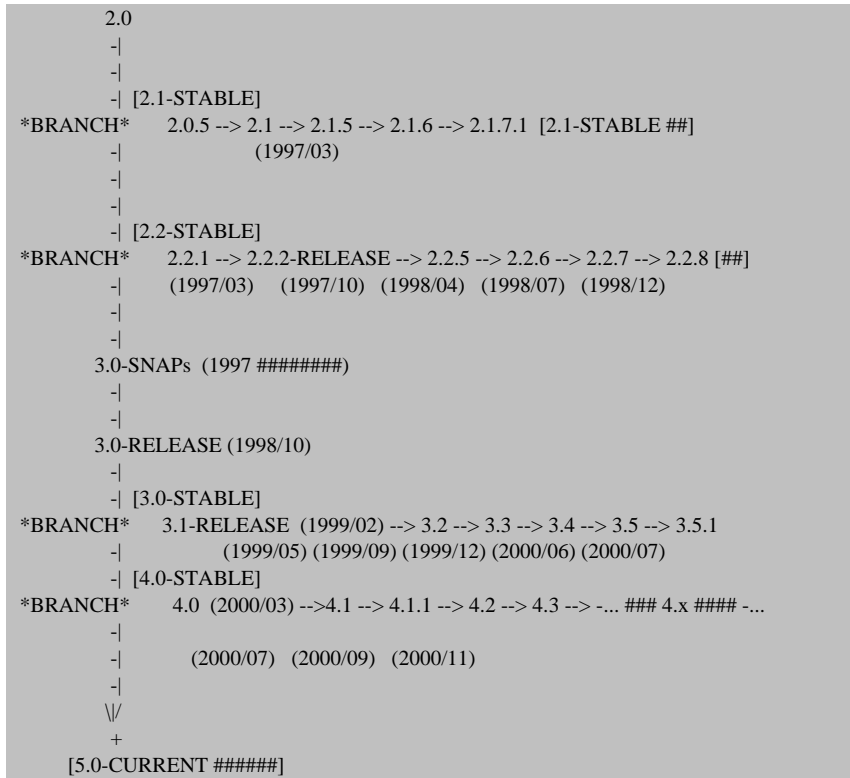 2.0
-|
-|
-| [2.1-STABLE]
*BRANCH* 2.0.5 --> 2.1 --> 2.1.5 --> 2.1.6 --> 2.1.7.1 [2.1-STABLE ##]
-| (1997/03)
-|
-|
-| [2.2-STABLE]
*BRANCH* 2.2.1 --> 2.2.2-RELEASE --> 2.2.5 --> 2.2.6 --> 2.2.7 --> 2.2.8 [##]
-| (1997/03) (1997/10) (1998/04) (1998/07) (1998/12)
-|
-|
3.0-SNAPs (1997 ########)
-|
-|
3.0-RELEASE (1998/10)
-|
-| [3.0-STABLE]
*BRANCH* 3.1-RELEASE (1999/02) --> 3.2 --> 3.3 --> 3.4 --> 3.5 --> 3.5.1
-| (1999/05) (1999/09) (1999/12) (2000/06) (2000/07)
-| [4.0-STABLE]
*BRANCH* 4.0 (2000/03) -->4.1 --> 4.1.1 --> 4.2 --> 4.3 --> -... ### 4.x #### -...
-|
-| (2000/07) (2000/09) (2000/11)
-|
\|/
+
[5.0-CURRENT ######]